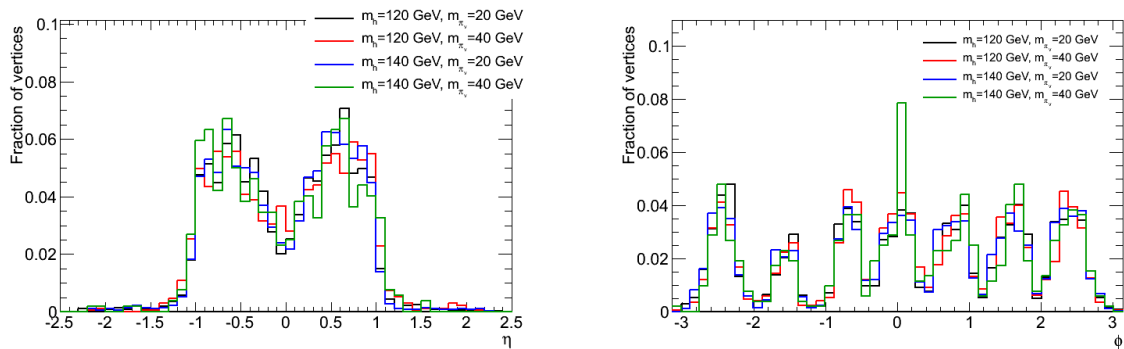 m_h=120 GeV, m_πᵥ=20 GeV
m_h=120 GeV, m_πᵥ=40 GeV
m_h=140 GeV, m_πᵥ=20 GeV
m_h=140 GeV, m_πᵥ=40 GeV
Fraction of vertices
0.1
0.08
0.06
0.04
0.02
0
-2.5 -2 -1.5 -1 -0.5 0 0.5 1 1.5 2 2.5
η
m_h=120 GeV, m_πᵥ=20 GeV
m_h=120 GeV, m_πᵥ=40 GeV
m_h=140 GeV, m_πᵥ=20 GeV
m_h=140 GeV, m_πᵥ=40 GeV
Fraction of vertices
0.1
0.08
0.06
0.04
0.02
0
-3 -2 -1 0 1 2 3
ϕ